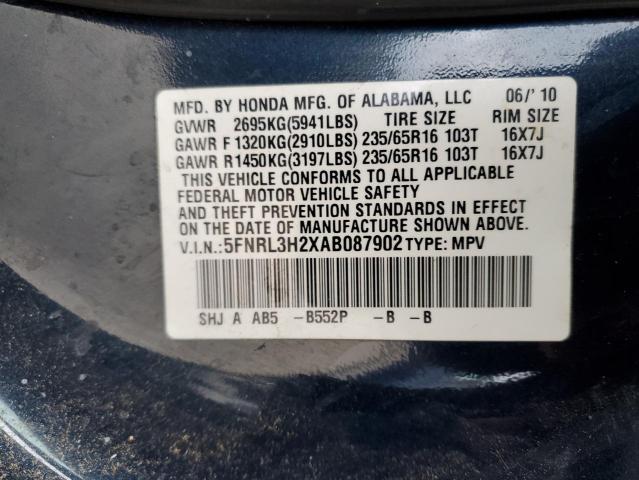 MFD. BY HONDA MFG. OF ALABAMA, LLC 06/'10
GVWR 2695KG(5941LBS) TIRE SIZE RIM SIZE
GAWR F 1320KG(2910LBS) 235/65R16 103T 16X7J
GAWR R 1450KG(3197LBS) 235/65R16 103T 16X7J
THIS VEHICLE CONFORMS TO ALL APPLICABLE
FEDERAL MOTOR VEHICLE SAFETY
AND THEFT PREVENTION STANDARDS IN EFFECT
ON THE DATE OF MANUFACTURE SHOWN ABOVE.
V.I.N.: 5FNRL3H2XAB087902 TYPE: MPV
SHJ A AB5 -B552P -B -B